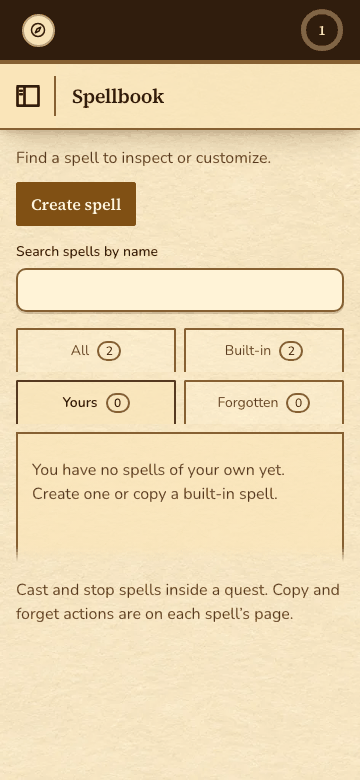 1
Spellbook
Find a spell to inspect or customize.
Create spell
Search spells by name
All 2
Built-in 2
Yours 0
Forgotten 0
You have no spells of your own yet.
Create one or copy a built-in spell.
Cast and stop spells inside a quest. Copy and
forget actions are on each spell’s page.